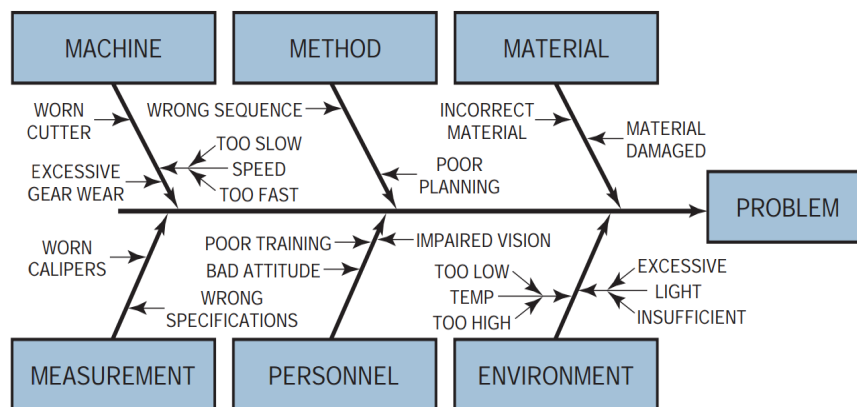 MACHINE
METHOD
MATERIAL
WORN
CUTTER
EXCESSIVE
GEAR WEAR
TOO SLOW
SPEED
TOO FAST
WRONG SEQUENCE
POOR
PLANNING
INCORRECT
MATERIAL
MATERIAL
DAMAGED
PROBLEM
WORN
CALIPERS
WRONG
SPECIFICATIONS
POOR TRAINING
BAD ATTITUDE
IMPAIRED VISION
TOO LOW
TEMP
TOO HIGH
EXCESSIVE
LIGHT
INSUFFICIENT
MEASUREMENT
PERSONNEL
ENVIRONMENT